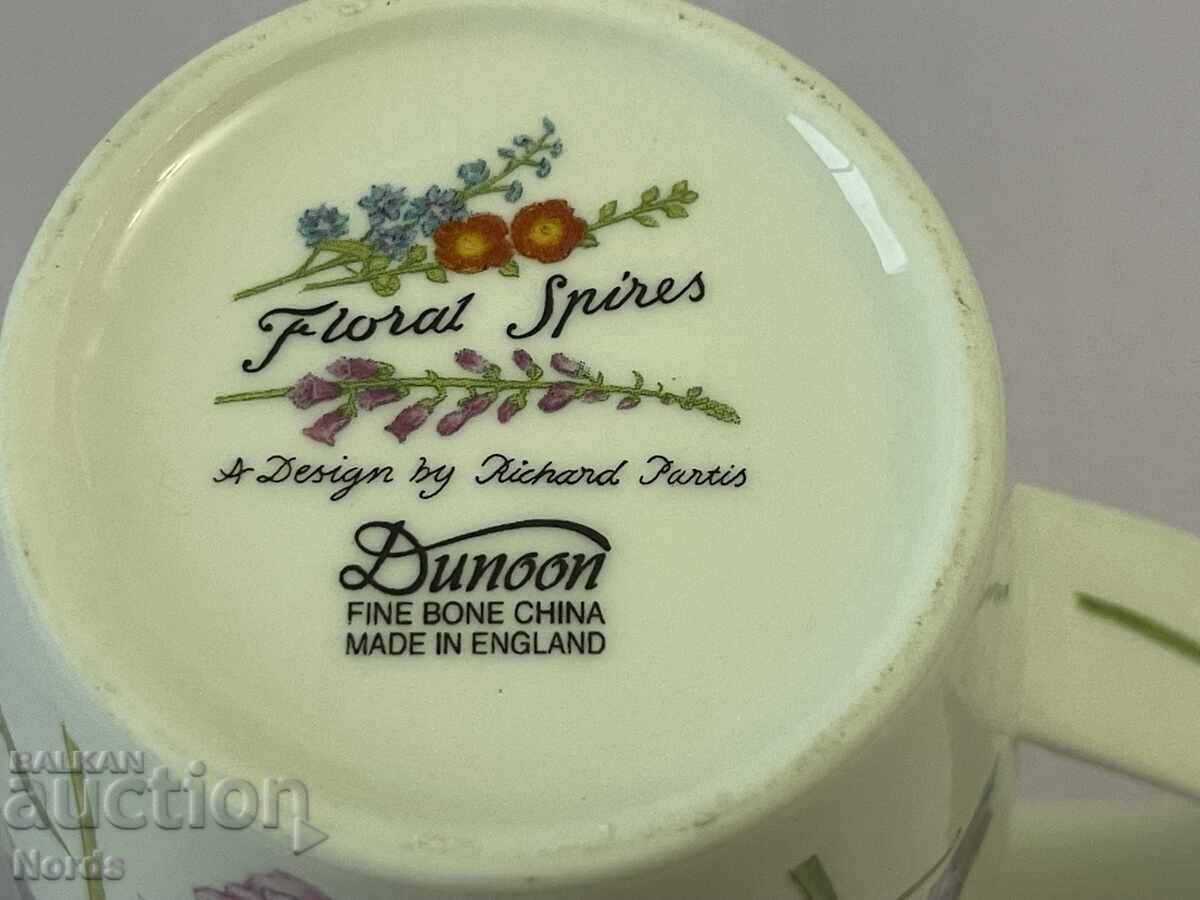 Floral Spires
A Design by Richard Partis
Dunoon
FINE BONE CHINA
MADE IN ENGLAND
BALKAN
auction
Nords